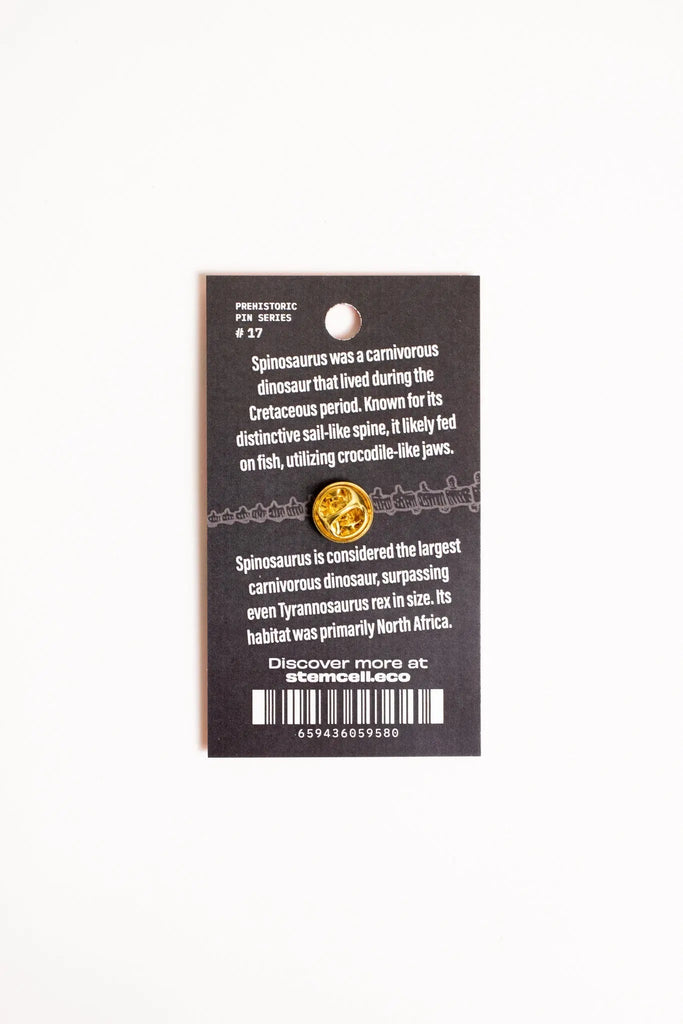 PREHISTORIC
PIN SERIES
# 17
Spinosaurus was a carnivorous
dinosaur that lived during the
Cretaceous period. Known for its
distinctive sail-like spine, it likely fed
on fish, utilizing crocodile-like jaws.
Spinosaurus is considered the largest
carnivorous dinosaur, surpassing
even Tyrannosaurus rex in size. Its
habitat was primarily North Africa.
Discover more at
stemcell.eco
659436059580